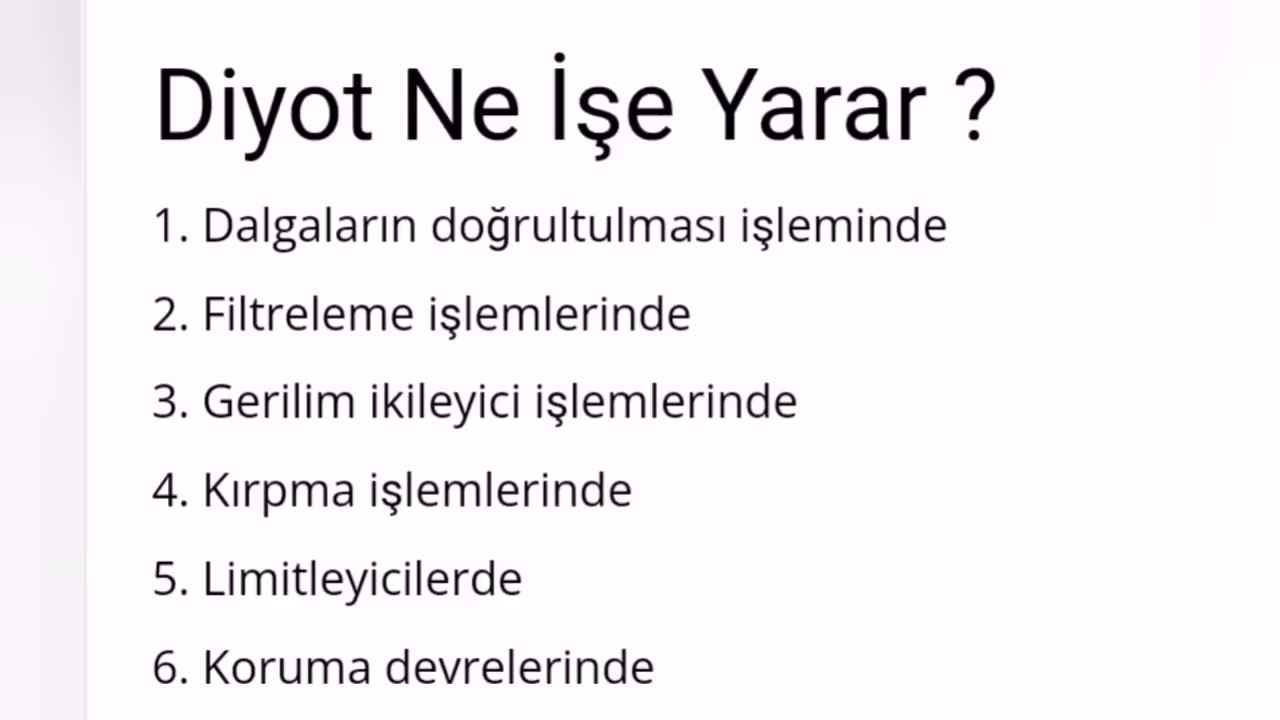 Diyot Ne İşe Yarar ?
1. Dalgaların doğrultulması işleminde
2. Filtreleme işlemlerinde
3. Gerilim ikileyici işlemlerinde
4. Kırpma işlemlerinde
5. Limitleyicilerde
6. Koruma devrelerinde